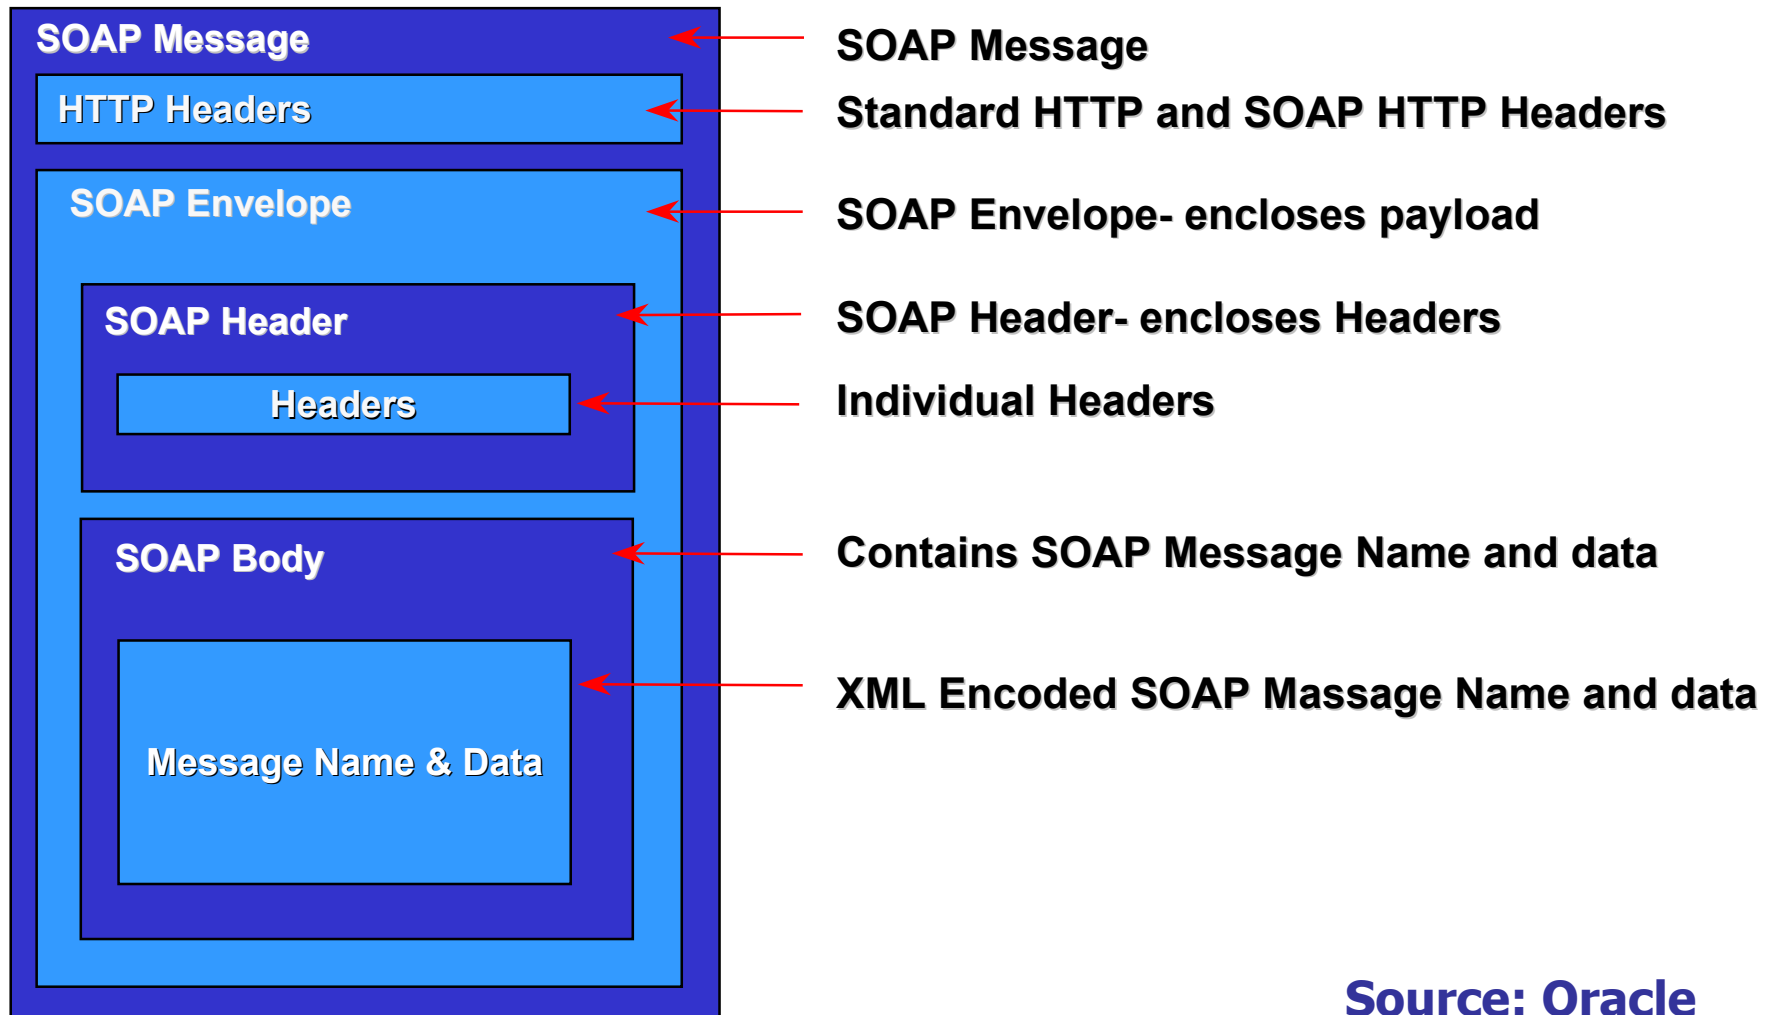 SOAP Message
SOAP Message
HTTP Headers
Standard HTTP and SOAP HTTP Headers
SOAP Envelope
SOAP Envelope- encloses payload
SOAP Header
SOAP Header- encloses Headers
Headers
Individual Headers
SOAP Body
Contains SOAP Message Name and data
XML Encoded SOAP Massage Name and data
Message Name & Data
Source: Oracle